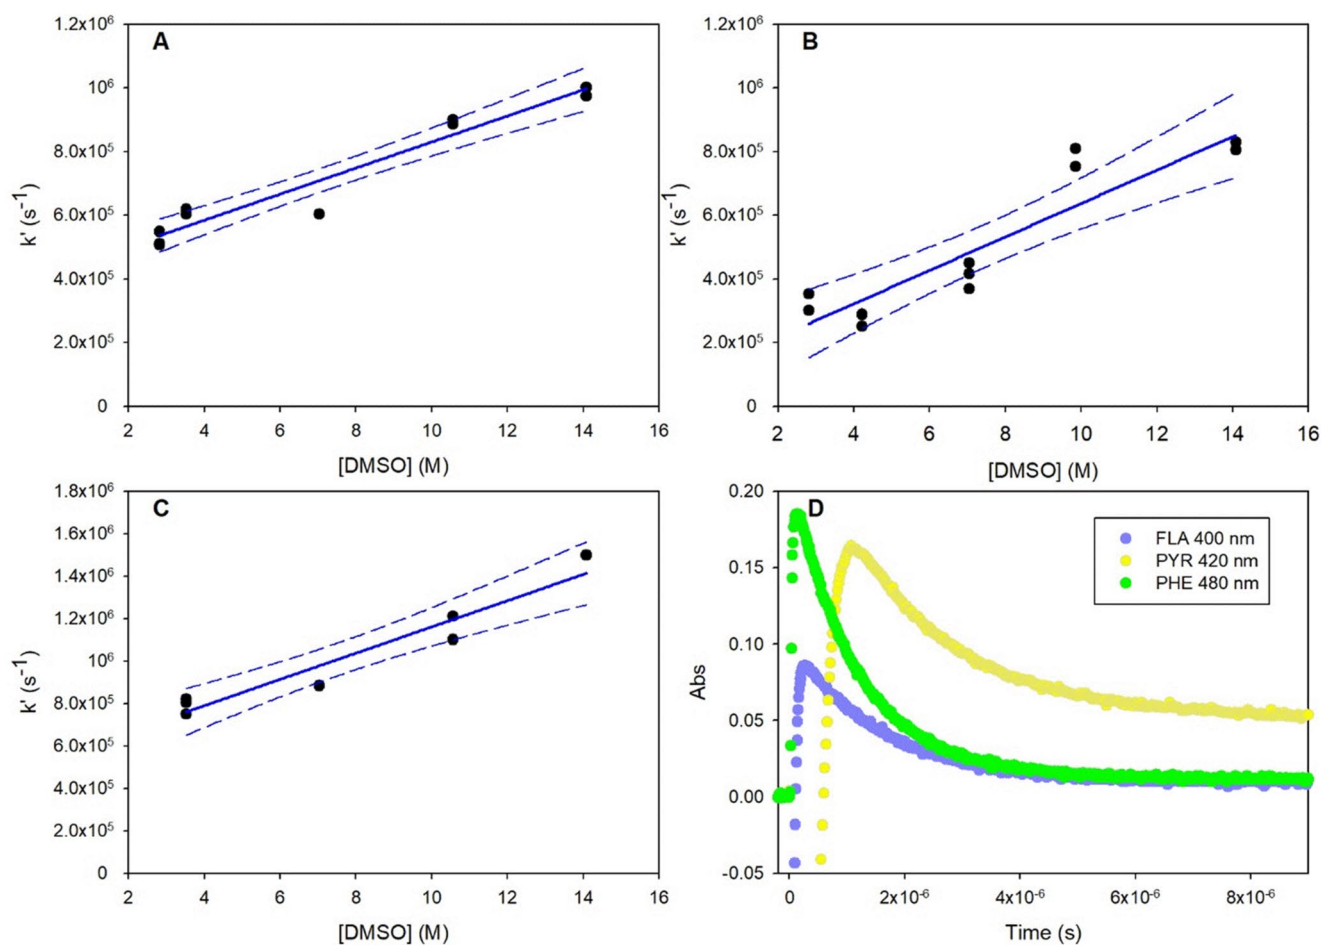 A
1.2x10⁶
10⁶
8.0x10⁵
6.0x10⁵
4.0x10⁵
2.0x10⁵
0
k' (s⁻¹)
2 4 6 8 10 12 14 16
[DMSO] (M)
B
1.2x10⁶
10⁶
8.0x10⁵
6.0x10⁵
4.0x10⁵
2.0x10⁵
0
k' (s⁻¹)
2 4 6 8 10 12 14 16
[DMSO] (M)
C
1.8x10⁶
1.6x10⁶
1.4x10⁶
1.2x10⁶
10⁶
8.0x10⁵
6.0x10⁵
4.0x10⁵
2.0x10⁵
0
k' (s⁻¹)
2 4 6 8 10 12 14 16
[DMSO] (M)
D
FLA 400 nm
PYR 420 nm
PHE 480 nm
0.20
0.15
0.10
0.05
0.00
-0.05
Abs
0 2x10⁻⁶ 4x10⁻⁶ 6x10⁻⁶ 8x10⁻⁶
Time (s)